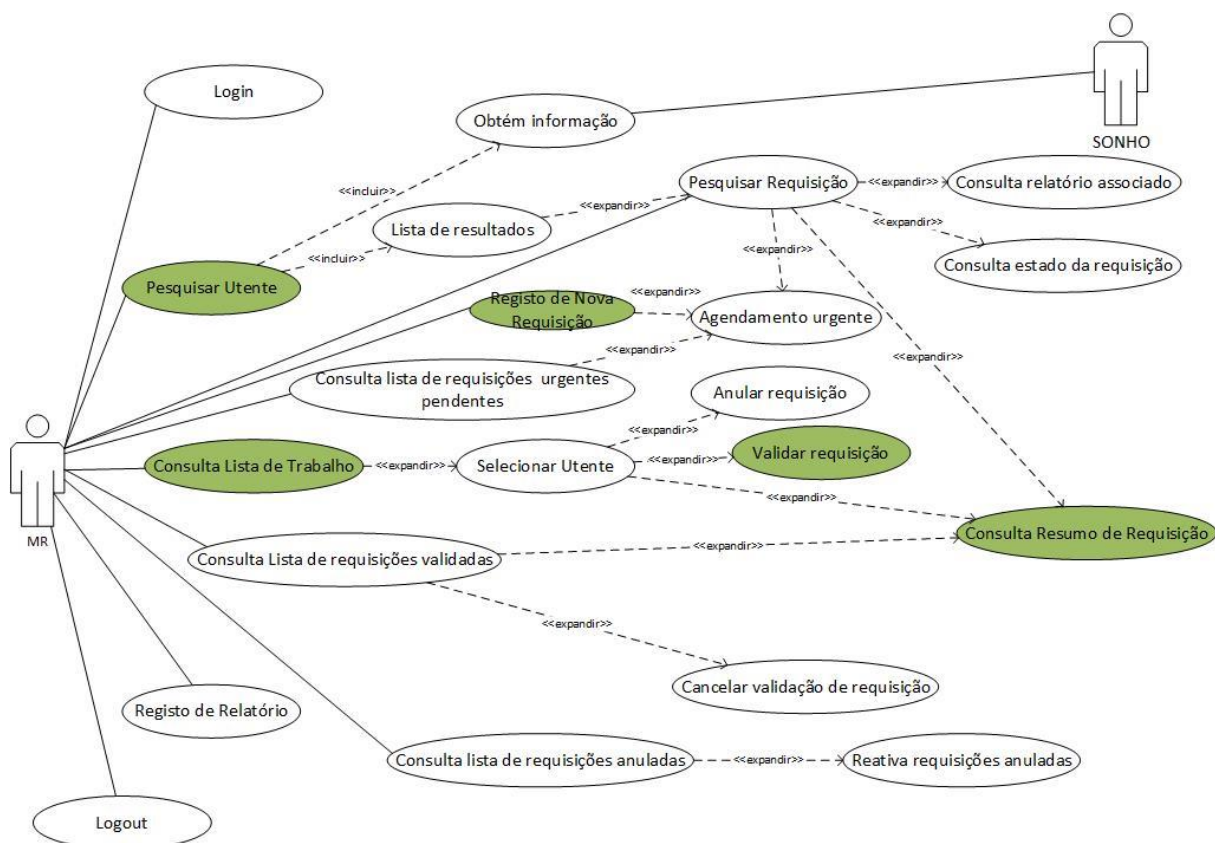 Login
Obtém informação
SONHO
<<incluir>>
Pesquisar Requisição
<<expandir>>
Consulta relatório associado
<<expandir>>
Lista de resultados
<<expandir>>
<<incluir>>
<<expandir>>
Consulta estado da requisição
Pesquisar Utente
Registo de Nova
Requisição
<<expandir>>
Agendamento urgente
<<expandir>>
<<expandir>>
Consulta lista de requisições  urgentes
pendentes
Anular requisição
<<expandir>>
Validar requisição
Consulta Lista de Trabalho
<<expandir>>
Selecionar Utente
<<expandir>>
<<expandir>>
Consulta Resumo de Requisição
MR
Consulta Lista de requisições validadas
<<expandir>>
<<expandir>>
Cancelar validação de requisição
Registo de Relatório
Consulta lista de requisições anuladas
<<expandir>>
Reativa requisições anuladas
Logout